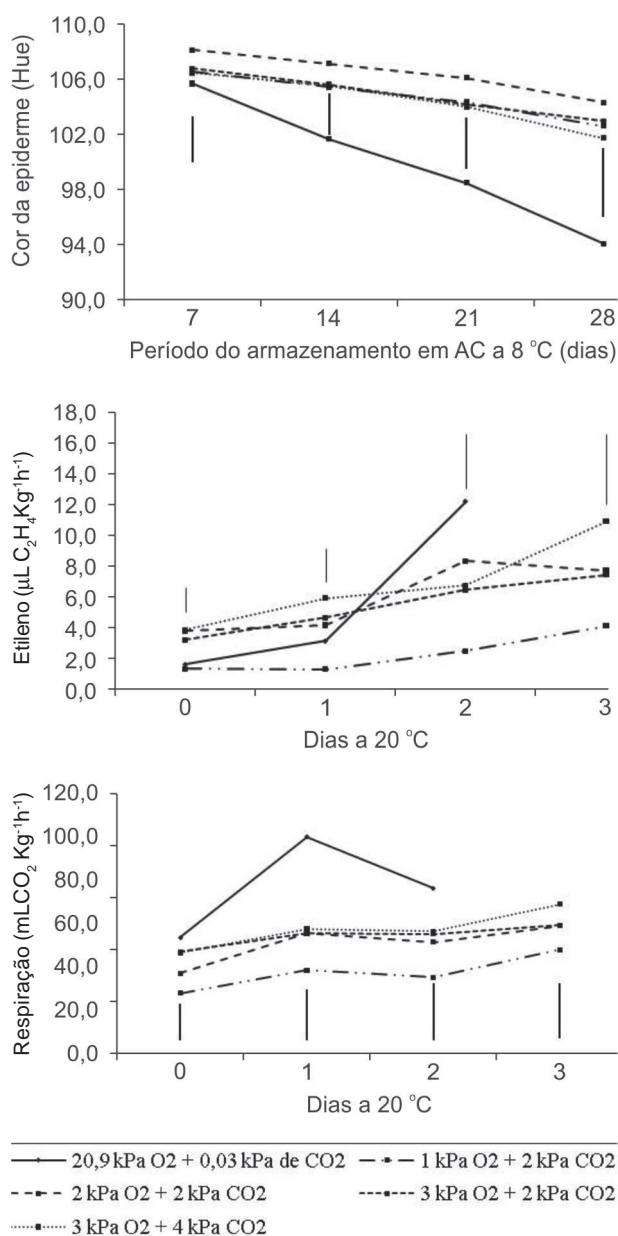 110,0
106,0
102,0
98,0
94,0
90,0
Cor da epiderme (Hue)
7 14 21 28
Período do armazenamento em AC a 8 °C (dias)
18,0
16,0
14,0
12,0
10,0
8,0
6,0
4,0
2,0
0,0
Etileno (µL C₂H₄Kg⁻¹h⁻¹)
0 1 2 3
Dias a 20 °C
120,0
100,0
80,0
60,0
40,0
20,0
0,0
Respiração (mLCO₂ Kg⁻¹h⁻¹)
0 1 2 3
Dias a 20 °C
20,9 kPa O2 + 0,03 kPa de CO2 1 kPa O2 + 2 kPa CO2
2 kPa O2 + 2 kPa CO2 3 kPa O2 + 2 kPa CO2
3 kPa O2 + 4 kPa CO2